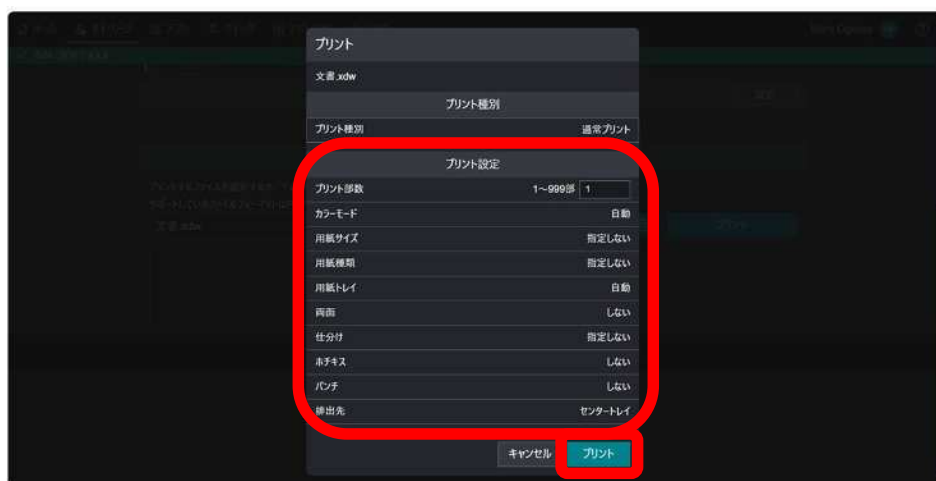 プリント
文書.xdw
プリント種別
プリント種別 通常プリント
プリント設定
プリント部数 1～999部 1
カラーモード 自動
用紙サイズ 指定しない
用紙種類 指定しない
用紙トレイ 自動
両面 しない
仕分け 指定しない
ホチキス しない
パンチ しない
排出先 センタートレイ
キャンセル プリント